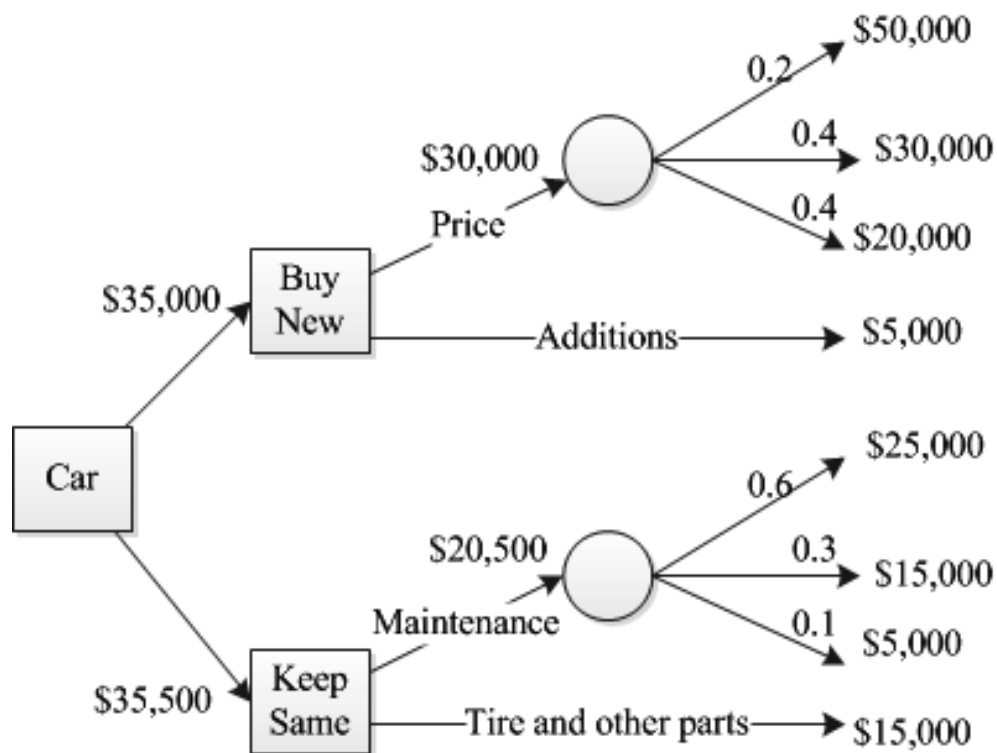 $50,000
0.2
0.4
$30,000
$30,000
0.4
Price
$20,000
Buy
New
$35,000
Additions
$5,000
Car
$25,000
0.6
$20,500
0.3
$15,000
Maintenance
0.1
$5,000
Keep
Same
$35,500
Tire and other parts
$15,000